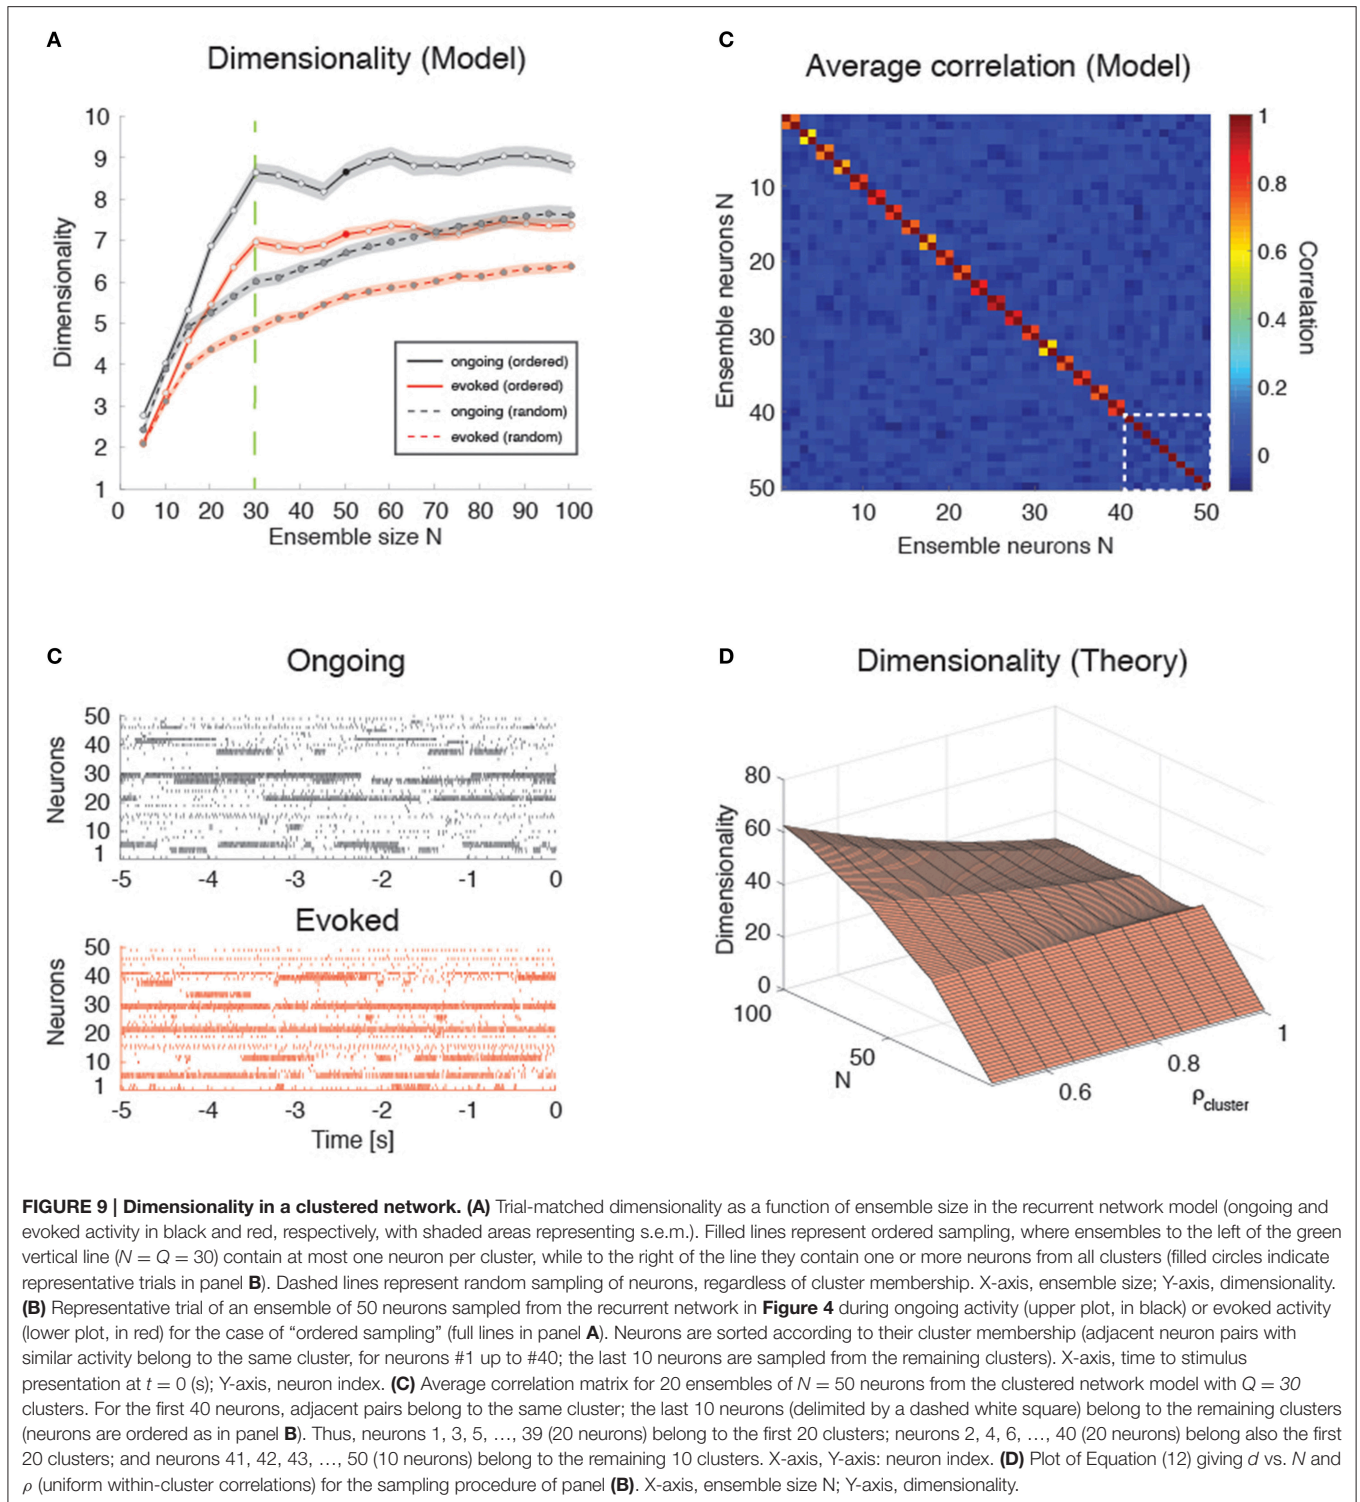 A
Dimensionality (Model)
10
9
8
7
6
5
4
3
2
1
Dimensionality
0 10 20 30 40 50 60 70 80 90 100
Ensemble size N
ongoing (ordered)
evoked (ordered)
ongoing (random)
evoked (random)
C
Average correlation (Model)
Ensemble neurons N
10
20
30
40
50
10 20 30 40 50
Ensemble neurons N
1
0.8
0.6
0.4
0.2
0
Correlation
C
Ongoing
Neurons
50
40
30
20
10
1
-5 -4 -3 -2 -1 0
Evoked
Neurons
50
40
30
20
10
1
-5 -4 -3 -2 -1 0
Time [s]
D
Dimensionality (Theory)
Dimensionality
80
60
40
20
0
100
50
N
0.6
0.8
1
ρcluster
FIGURE 9 | Dimensionality in a clustered network. (A) Trial-matched dimensionality as a function of ensemble size in the recurrent network model (ongoing and
evoked activity in black and red, respectively, with shaded areas representing s.e.m.). Filled lines represent ordered sampling, where ensembles to the left of the green
vertical line (N = Q = 30) contain at most one neuron per cluster, while to the right of the line they contain one or more neurons from all clusters (filled circles indicate
representative trials in panel B). Dashed lines represent random sampling of neurons, regardless of cluster membership. X-axis, ensemble size; Y-axis, dimensionality.
(B) Representative trial of an ensemble of 50 neurons sampled from the recurrent network in Figure 4 during ongoing activity (upper plot, in black) or evoked activity
(lower plot, in red) for the case of “ordered sampling” (full lines in panel A). Neurons are sorted according to their cluster membership (adjacent neuron pairs with
similar activity belong to the same cluster, for neurons #1 up to #40; the last 10 neurons are sampled from the remaining clusters). X-axis, time to stimulus
presentation at t = 0 (s); Y-axis, neuron index. (C) Average correlation matrix for 20 ensembles of N = 50 neurons from the clustered network model with Q = 30
clusters. For the first 40 neurons, adjacent pairs belong to the same cluster; the last 10 neurons (delimited by a dashed white square) belong to the remaining clusters
(neurons are ordered as in panel B). Thus, neurons 1, 3, 5, …, 39 (20 neurons) belong to the first 20 clusters; neurons 2, 4, 6, …, 40 (20 neurons) belong also the first
20 clusters; and neurons 41, 42, 43, …, 50 (10 neurons) belong to the remaining 10 clusters. X-axis, Y-axis: neuron index. (D) Plot of Equation (12) giving d vs. N and
ρ (uniform within-cluster correlations) for the sampling procedure of panel (B). X-axis, ensemble size N; Y-axis, dimensionality.